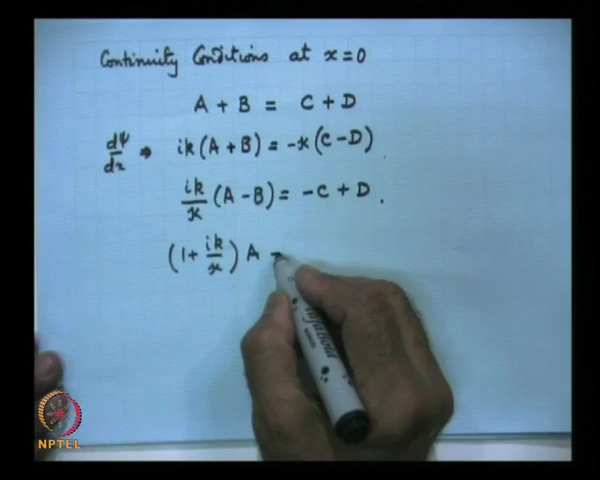 Continuity Conditions at x=0
A + B = C + D
dψ/dx ⇒ ik(A + B) = -κ(C-D)
ik/κ (A - B) = -C + D.
(1+ ik/κ) A -
NPTEL